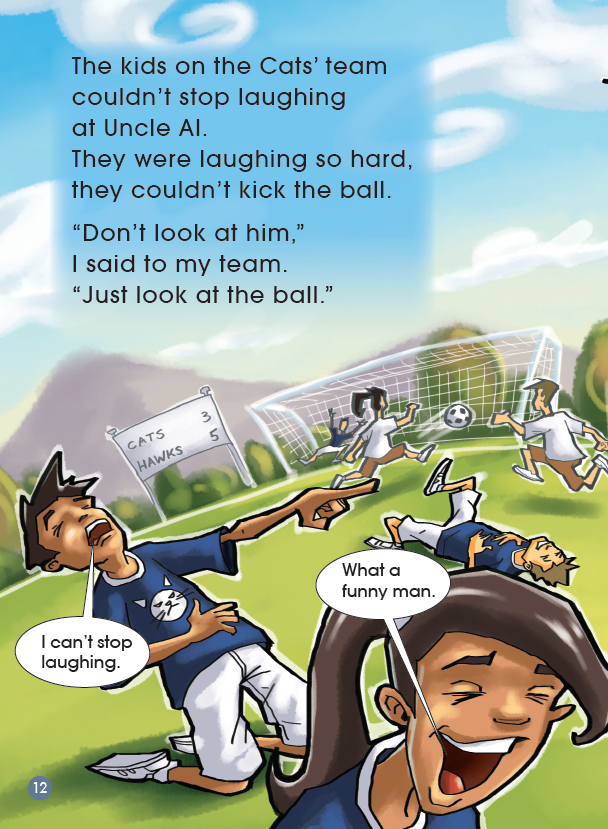 The kids on the Cats' team
couldn't stop laughing
at Uncle Al.
They were laughing so hard,
they couldn't kick the ball.
“Don't look at him,”
I said to my team.
“Just look at the ball.”
CATS 3
HAWKS 5
What a
funny man.
I can't stop
laughing.
12